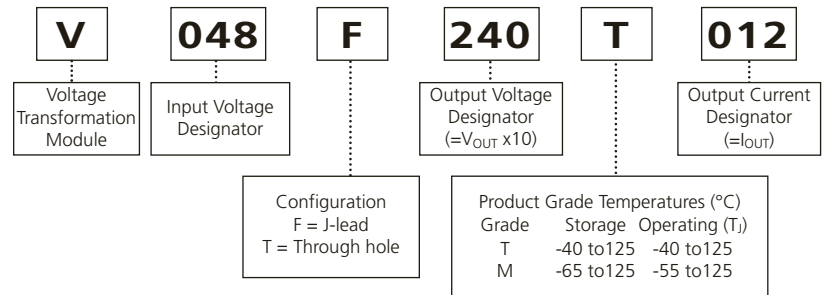 V 048 F 240 T 012
Voltage
Transformation
Module
Input Voltage
Designator
Output Voltage
Designator
(=VOUT x10)
Output Current
Designator
(=IOUT)
Configuration
F = J-lead
T = Through hole
Product Grade Temperatures (°C)
Grade Storage Operating (TJ)
T -40 to125 -40 to125
M -65 to125 -55 to125